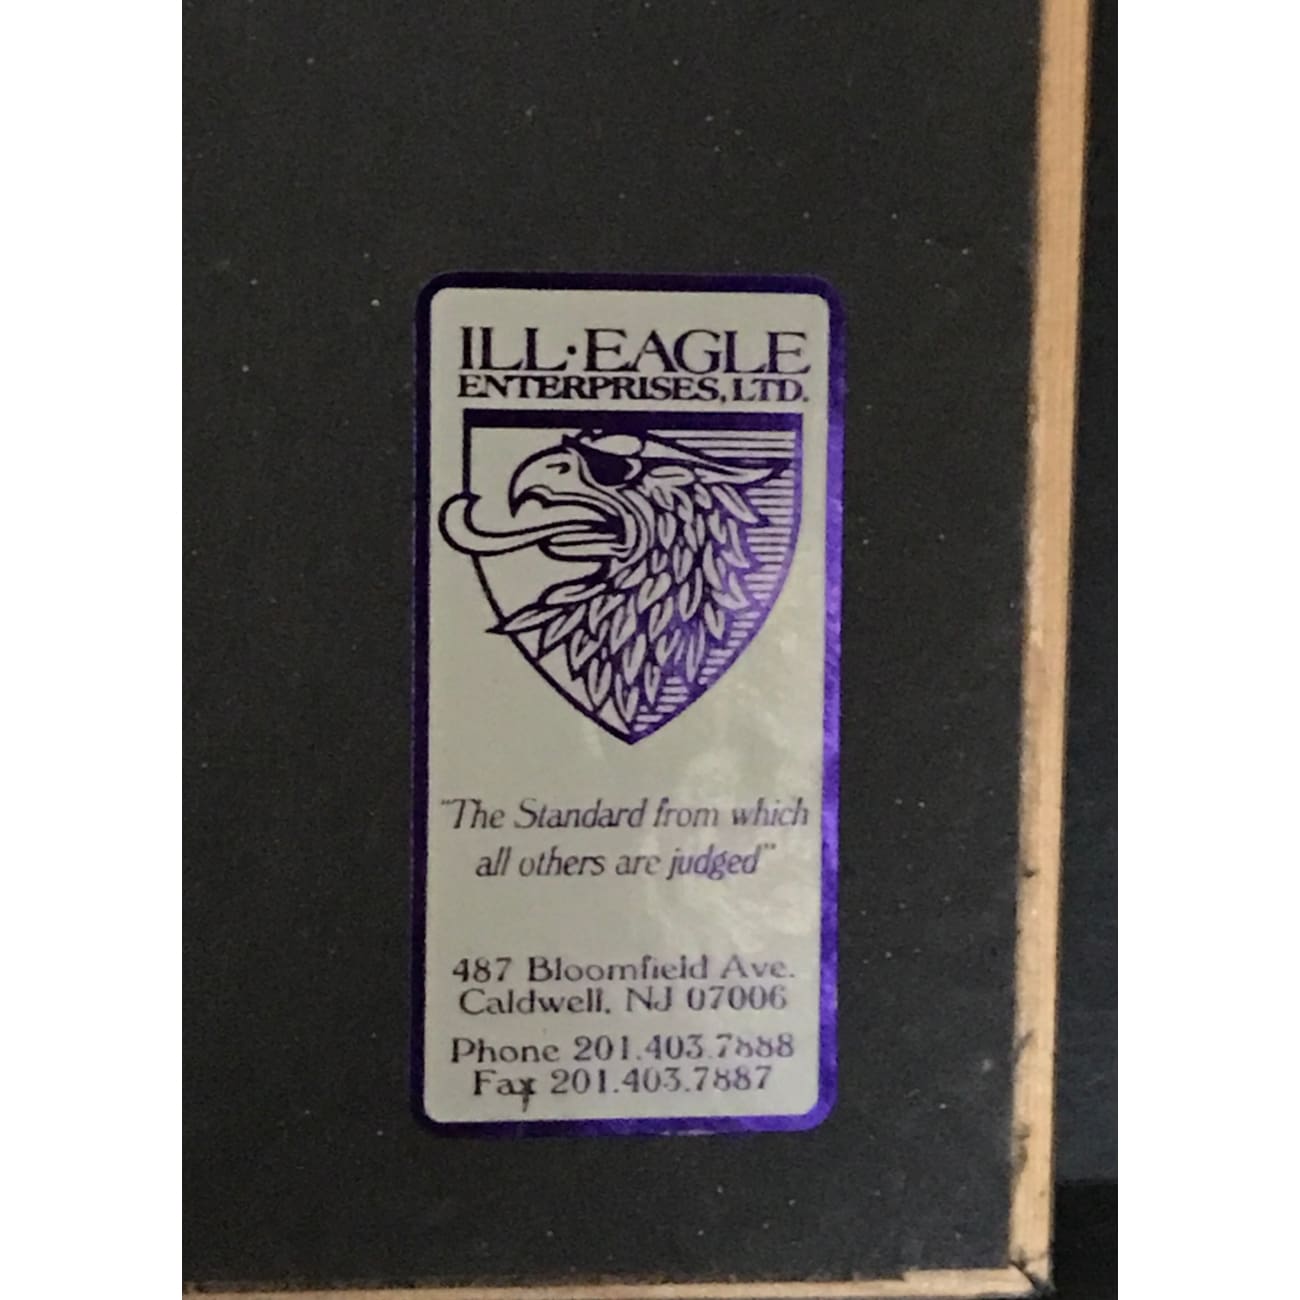 ILL·EAGLE
ENTERPRISES, LTD.
"The Standard from which
all others are judged"
487 Bloomfield Ave.
Caldwell, NJ 07006
Phone 201.403.7888
Fax 201.403.7887